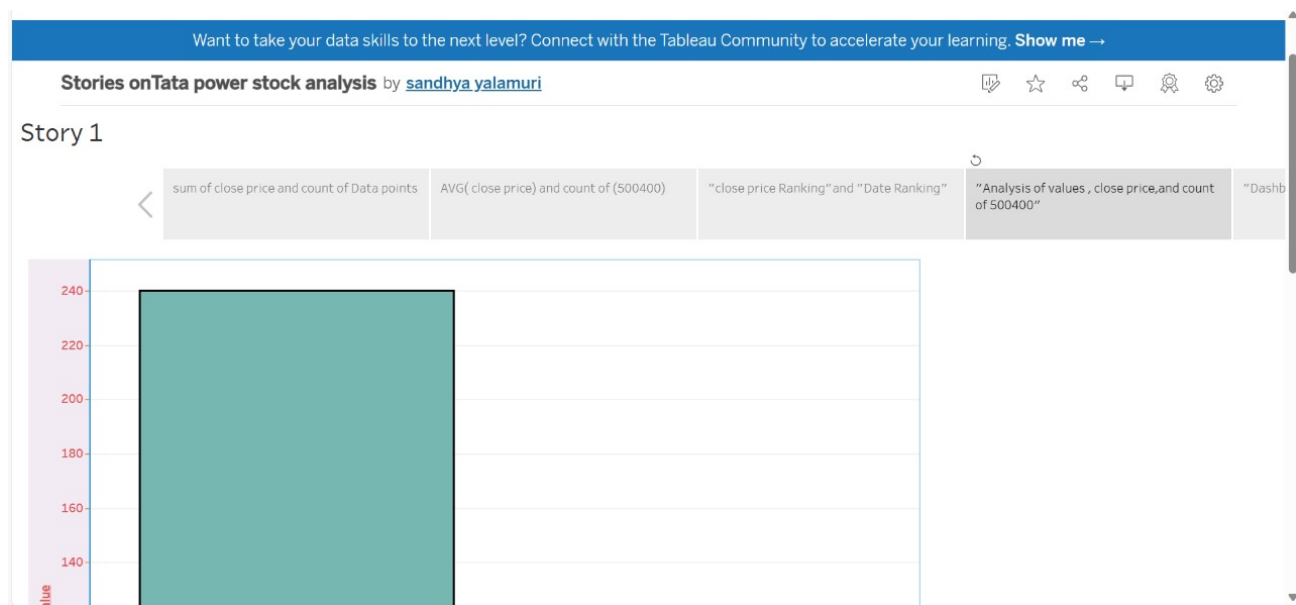 Want to take your data skills to the next level? Connect with the Tableau Community to accelerate your learning. Show me →
Stories onTata power stock analysis by sandhya yalamuri
Story 1
sum of close price and count of Data points
AVG( close price) and count of (500400)
"close price Ranking"and "Date Ranking"
"Analysis of values , close price,and count
of 500400"
"Dashb
240
220
200
180
160
140